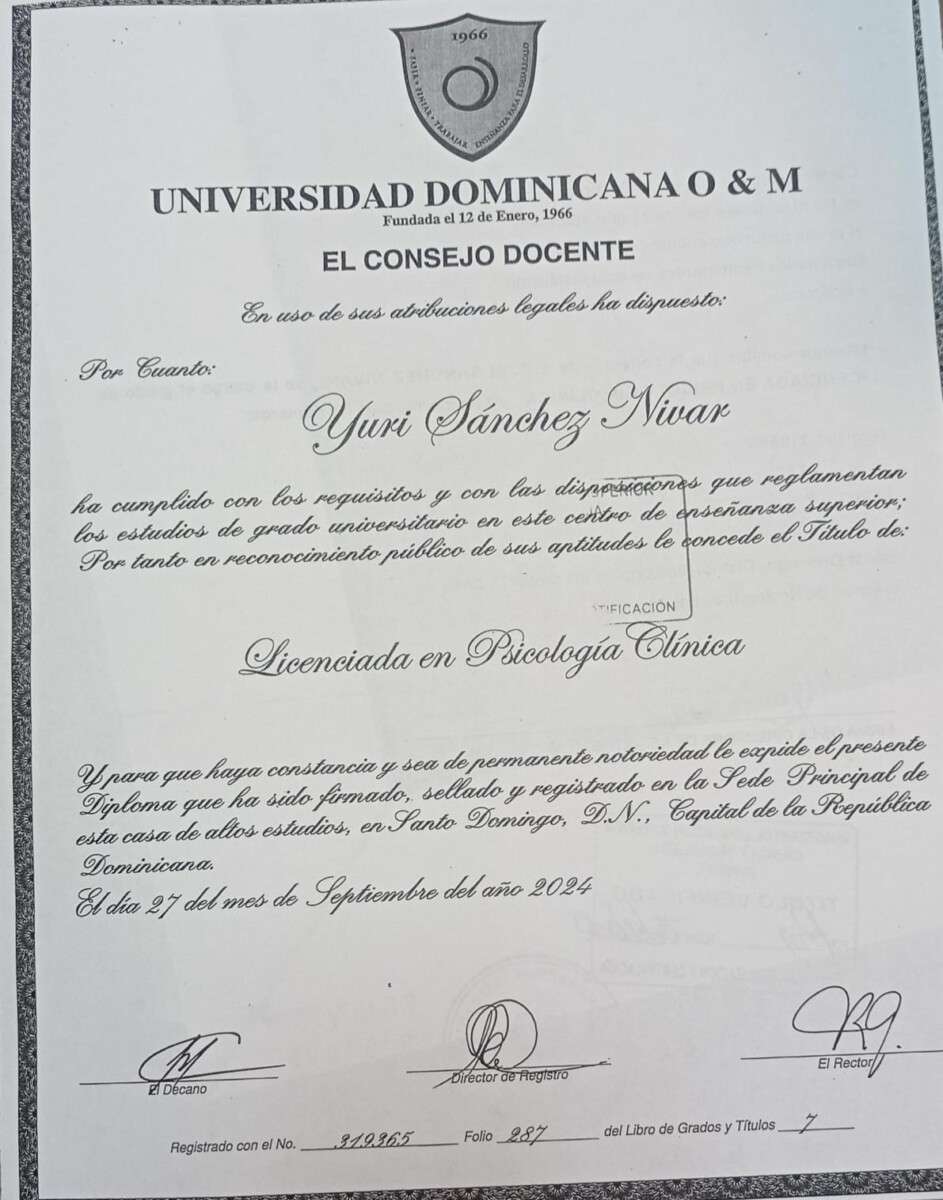 1966
PENSAR • TRABAJAR
ENSEÑANZA PARA EL DESARROLLO
UNIVERSIDAD DOMINICANA O & M
Fundada el 12 de Enero, 1966
EL CONSEJO DOCENTE
En uso de sus atribuciones legales ha dispuesto:
Por Cuanto:
Yuri Sánchez Nivar
ha cumplido con los requisitos y con las disposiciones que reglamentan
los estudios de grado universitario en este centro de enseñanza superior;
Por tanto en reconocimiento público de sus aptitudes le concede el Título de:
Licenciada en Psicología Clínica
Y para que haya constancia y sea de permanente notoriedad le expide el presente
Diploma que ha sido firmado, sellado y registrado en la Sede Principal de
esta casa de altos estudios, en Santo Domingo, D.N., Capital de la República
Dominicana.
El día 27 del mes de Septiembre del año 2024
El Decano
Director de Registro
El Rector
Registrado con el No. 319365 Folio 287 del Libro de Grados y Títulos 7